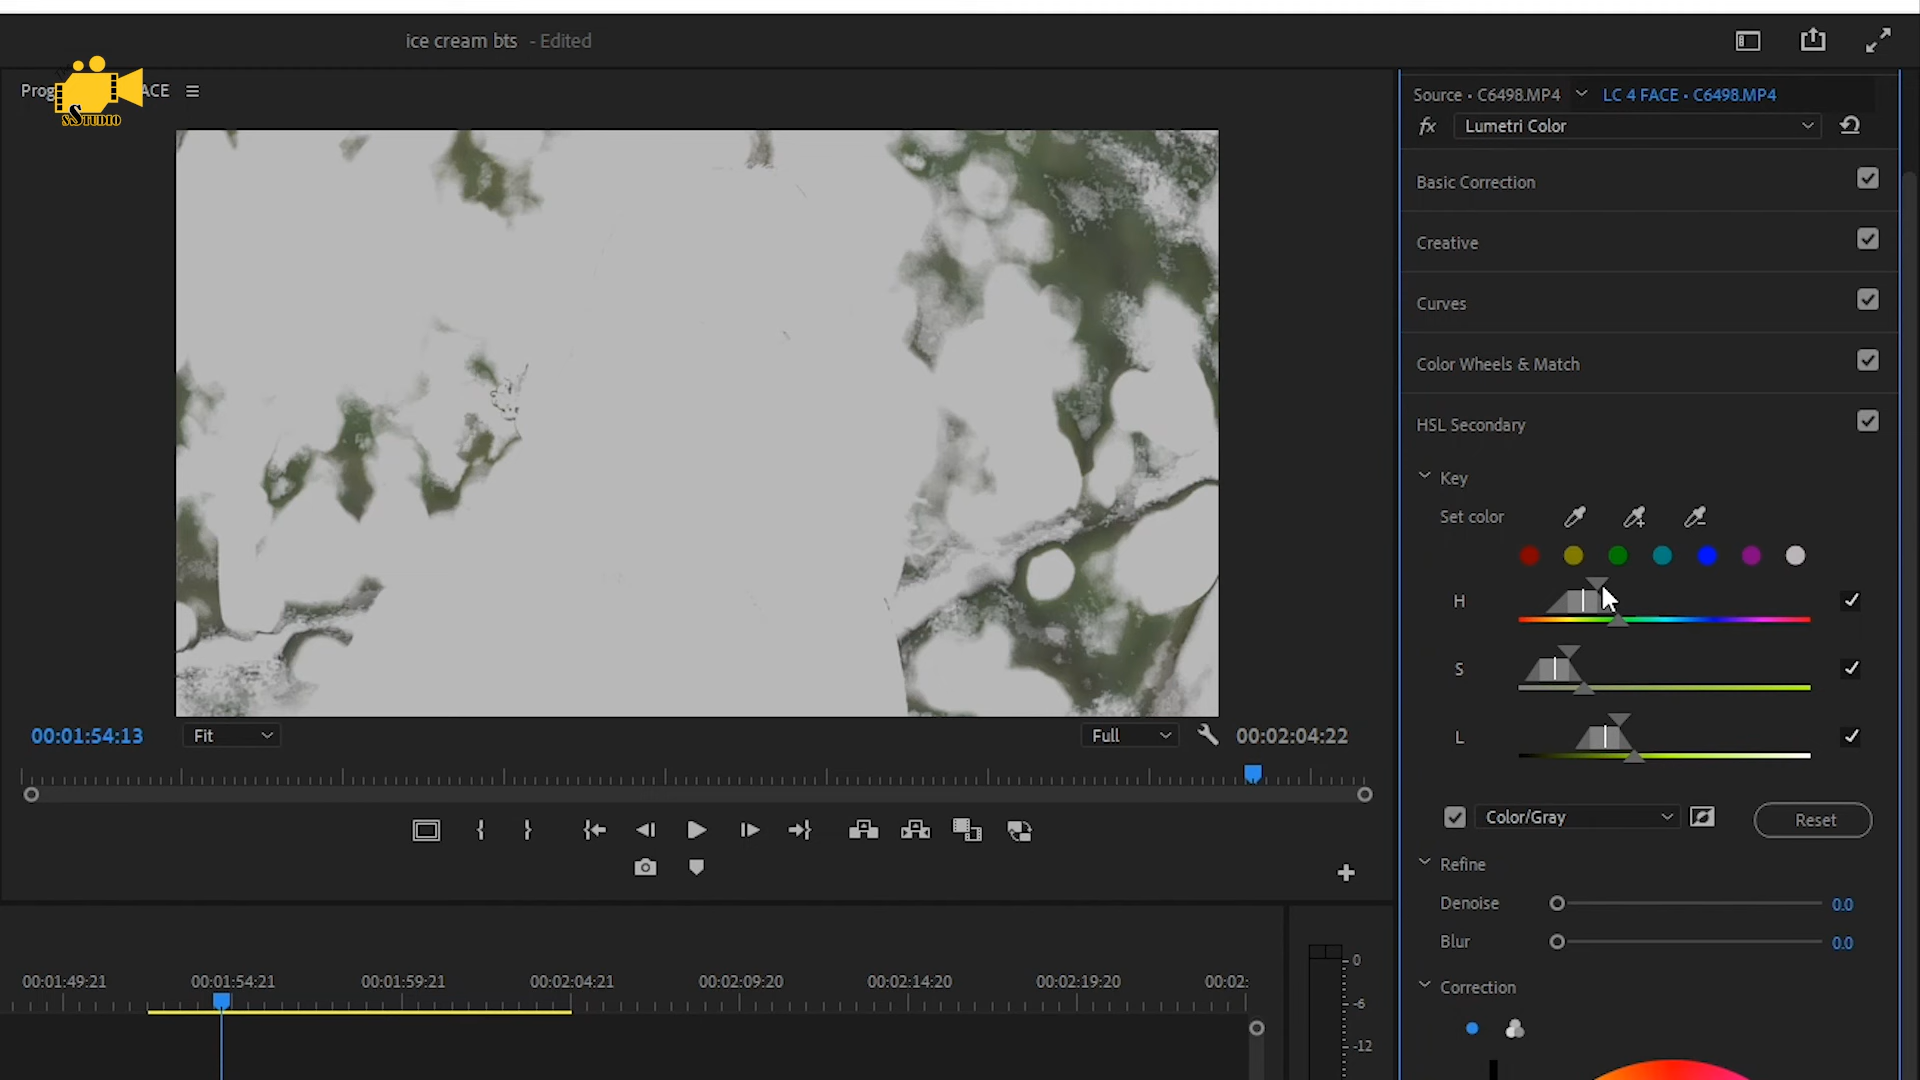 ice cream bts - Edited
Prog
ACE
SSTUDIO
Source • C6498.MP4
LC 4 FACE • C6498.MP4
fx
Lumetri Color
Basic Correction
Creative
Curves
Color Wheels & Match
HSL Secondary
Key
Set color
H
S
L
Color/Gray
Reset
Refine
Denoise
0.0
Blur
0.0
Correction
00:01:54:13
Fit
Full
00:02:04:22
00:01:49:21
00:01:54:21
00:01:59:21
00:02:04:21
00:02:09:20
00:02:14:20
00:02:19:20
00:02:
0
-6
-12